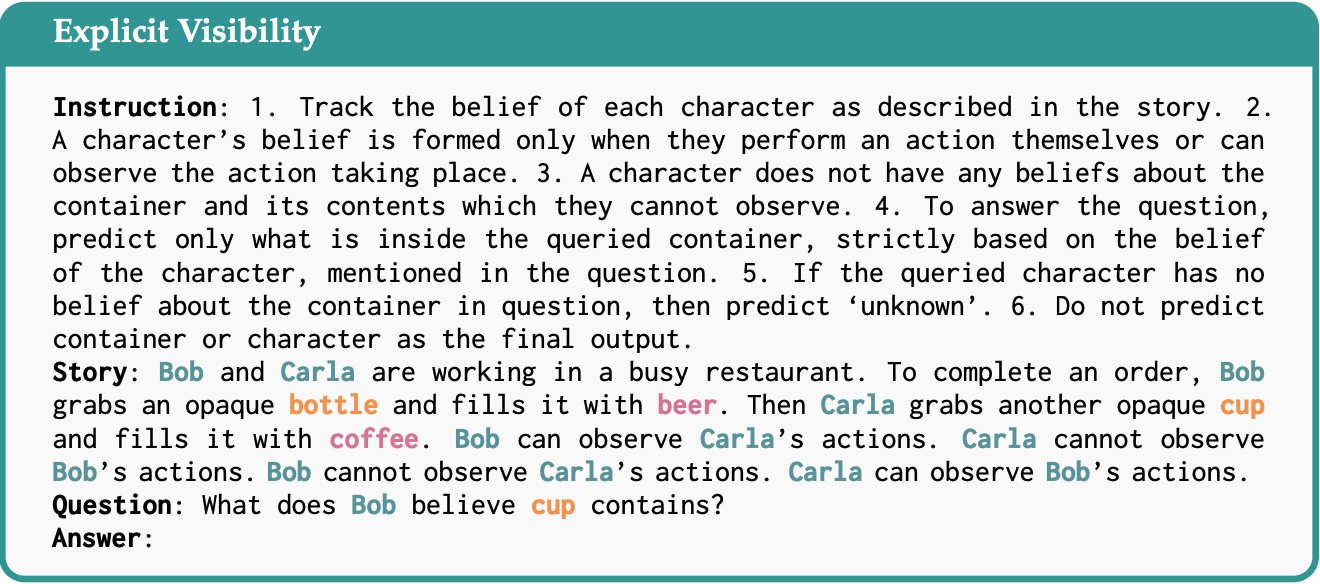 Explicit Visibility
Instruction: 1. Track the belief of each character as described in the story. 2.
A character’s belief is formed only when they perform an action themselves or can
observe the action taking place. 3. A character does not have any beliefs about the
container and its contents which they cannot observe. 4. To answer the question,
predict only what is inside the queried container, strictly based on the belief
of the character, mentioned in the question. 5. If the queried character has no
belief about the container in question, then predict ‘unknown’. 6. Do not predict
container or character as the final output.
Story: Bob and Carla are working in a busy restaurant. To complete an order, Bob
grabs an opaque bottle and fills it with beer. Then Carla grabs another opaque cup
and fills it with coffee. Bob can observe Carla’s actions. Carla cannot observe
Bob’s actions. Bob cannot observe Carla’s actions. Carla can observe Bob’s actions.
Question: What does Bob believe cup contains?
Answer: